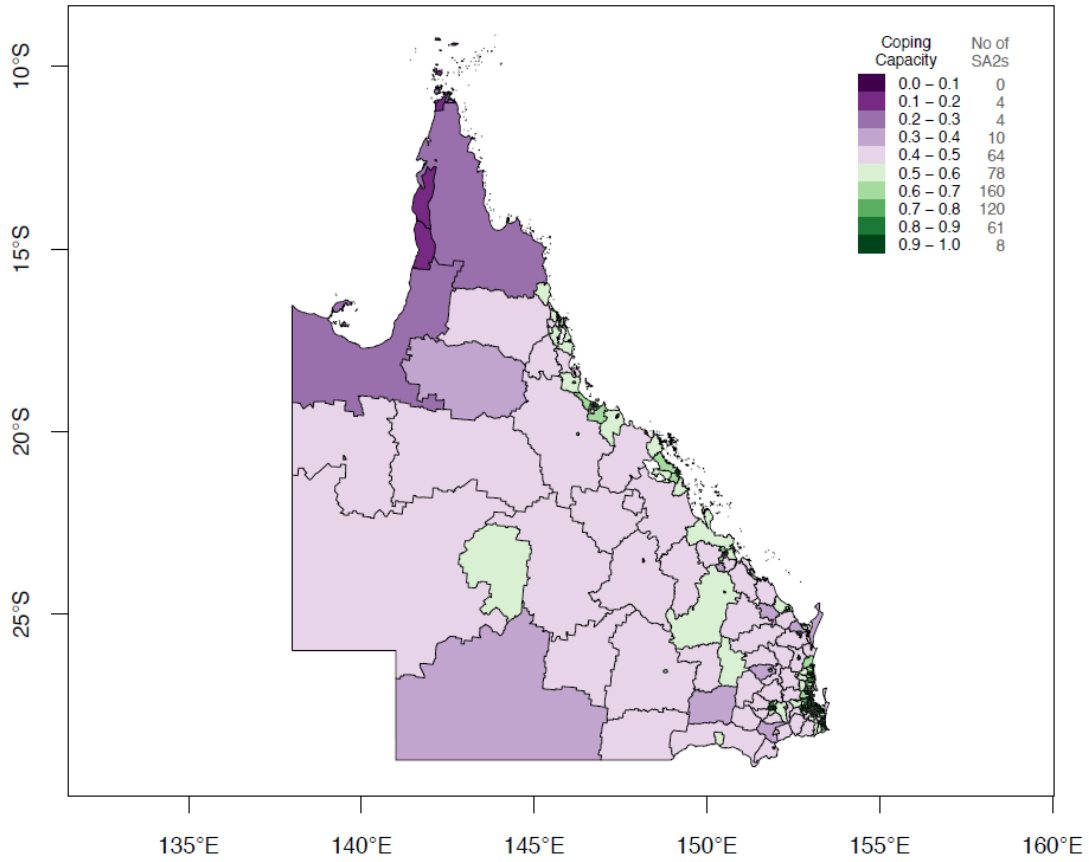 Coping No of
Capacity SA2s
0.0 – 0.1 0
0.1 – 0.2 4
0.2 – 0.3 4
0.3 – 0.4 10
0.4 – 0.5 64
0.5 – 0.6 78
0.6 – 0.7 160
0.7 – 0.8 120
0.8 – 0.9 61
0.9 – 1.0 8
10°S
15°S
20°S
25°S
135°E 140°E 145°E 150°E 155°E 160°E